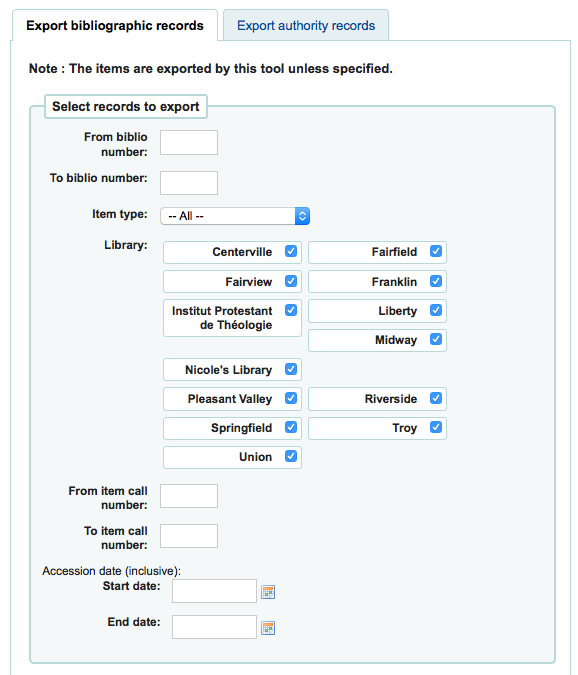 Export bibliographic records
Export authority records
Note : The items are exported by this tool unless specified.
Select records to export
From biblio
number:
To biblio number:
Item type:
-- All --
Library:
Centerville
Fairfield
Fairview
Franklin
Institut Protestant
de Théologie
Liberty
Midway
Nicole's Library
Pleasant Valley
Riverside
Springfield
Troy
Union
From item call
number:
To item call
number:
Accession date (inclusive):
Start date:
End date: